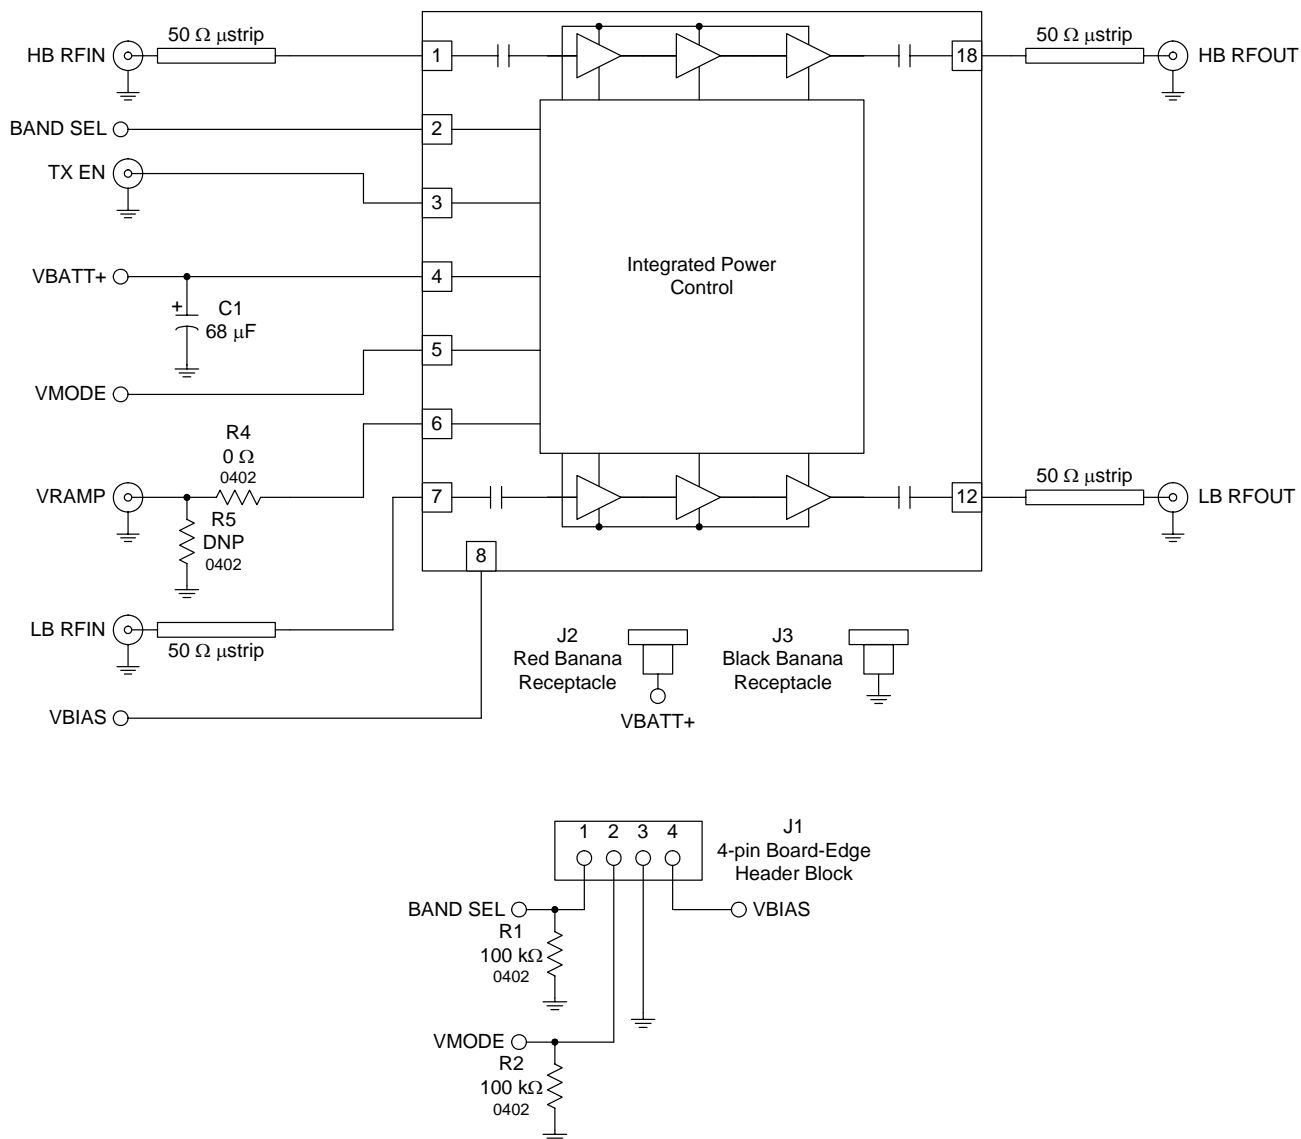 50 Ω μstrip
HB RFIN
1
18
50 Ω μstrip
HB RFOUT
BAND SEL
2
TX EN
3
VBATT+
4
+
C1
68 μF
Integrated Power
Control
5
VMODE
6
R4
0 Ω
0402
VRAMP
7
R5
DNP
0402
12
50 Ω μstrip
LB RFOUT
8
LB RFIN
50 Ω μstrip
VBIAS
J2
Red Banana
Receptacle
VBATT+
J3
Black Banana
Receptacle
1 2 3 4
J1
4-pin Board-Edge
Header Block
BAND SEL
VBIAS
R1
100 kΩ
0402
VMODE
R2
100 kΩ
0402